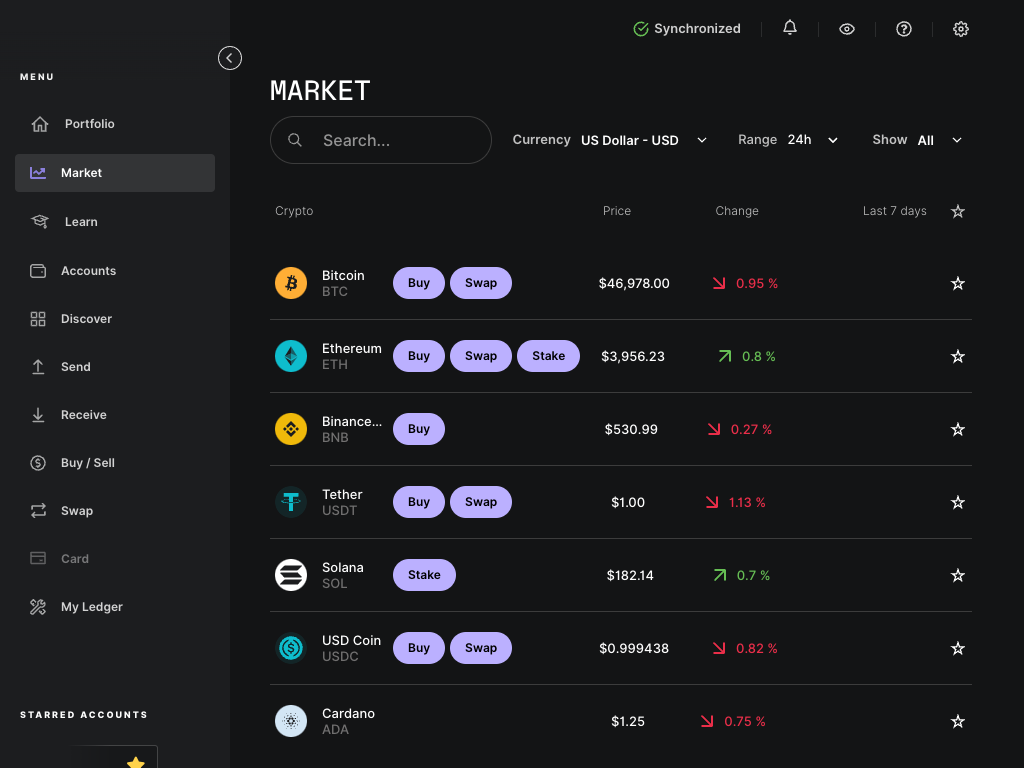 Synchronized
MENU
Portfolio
Market
Learn
Accounts
Discover
Send
Receive
Buy / Sell
Swap
Card
My Ledger
STARRED ACCOUNTS
MARKET
Search...
Currency US Dollar - USD
Range 24h
Show All
Crypto Price Change Last 7 days
Bitcoin
BTC
Buy Swap
$46,978.00 0.95 %
Ethereum
ETH
Buy Swap Stake
$3,956.23 0.8 %
Binance...
BNB
Buy
$530.99 0.27 %
Tether
USDT
Buy Swap
$1.00 1.13 %
Solana
SOL
Stake
$182.14 0.7 %
USD Coin
USDC
Buy Swap
$0.999438 0.82 %
Cardano
ADA
$1.25 0.75 %